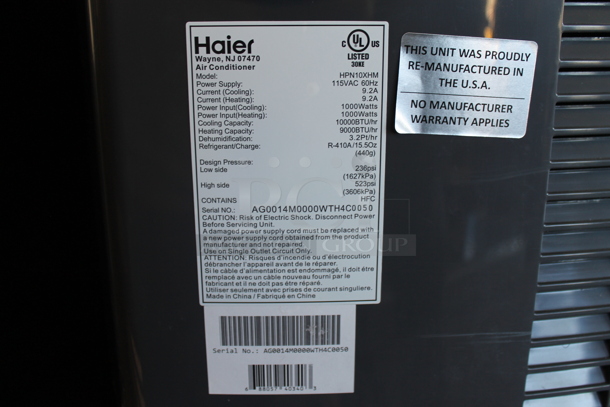 Haier
Wayne, NJ 07470
Air Conditioner
C UL US
LISTED
30KE
Model: HPN10XHM
Power Supply: 115VAC 60Hz
Current (Cooling): 9.2A
Current (Heating): 9.2A
Power Input(Cooling): 1000Watts
Power Input(Heating): 1000Watts
Cooling Capacity: 10000BTU/hr
Heating Capacity: 9000BTU/hr
Dehumidification: 3.2Pt/hr
Refrigerant/Charge: R-410A/15.5Oz
(440g)
Design Pressure:
Low side 236psi
(1627kPa)
High side 523psi
(3606kPa)
CONTAINS HFC
Serial NO.: AG0014M0000WTH4C0050
CAUTION: Risk of Electric Shock. Disconnect Power
Before Servicing Unit.
A damaged power supply cord must be replaced with
a new power supply cord obtained from the product
manufacturer and not repaired.
Use on Single Outlet Circuit Only.
ATTENTION: Risques d'incendie ou d'electrocution
débrancher l'appareil avant de le réparer.
Si le câble d'alimentation est endommagé, il doit être
remplacé avec un câble nouveau fourni par le
fabricant et il ne doit pas être réparé.
Utiliser seulement avec prises de courant singuliere.
Made in China / Fabriqué en Chine
Serial No.: AG0014M0000WTH4C0050
THIS UNIT WAS PROUDLY
RE-MANUFACTURED IN
THE U.S.A.
NO MANUFACTURER
WARRANTY APPLIES
GROUP